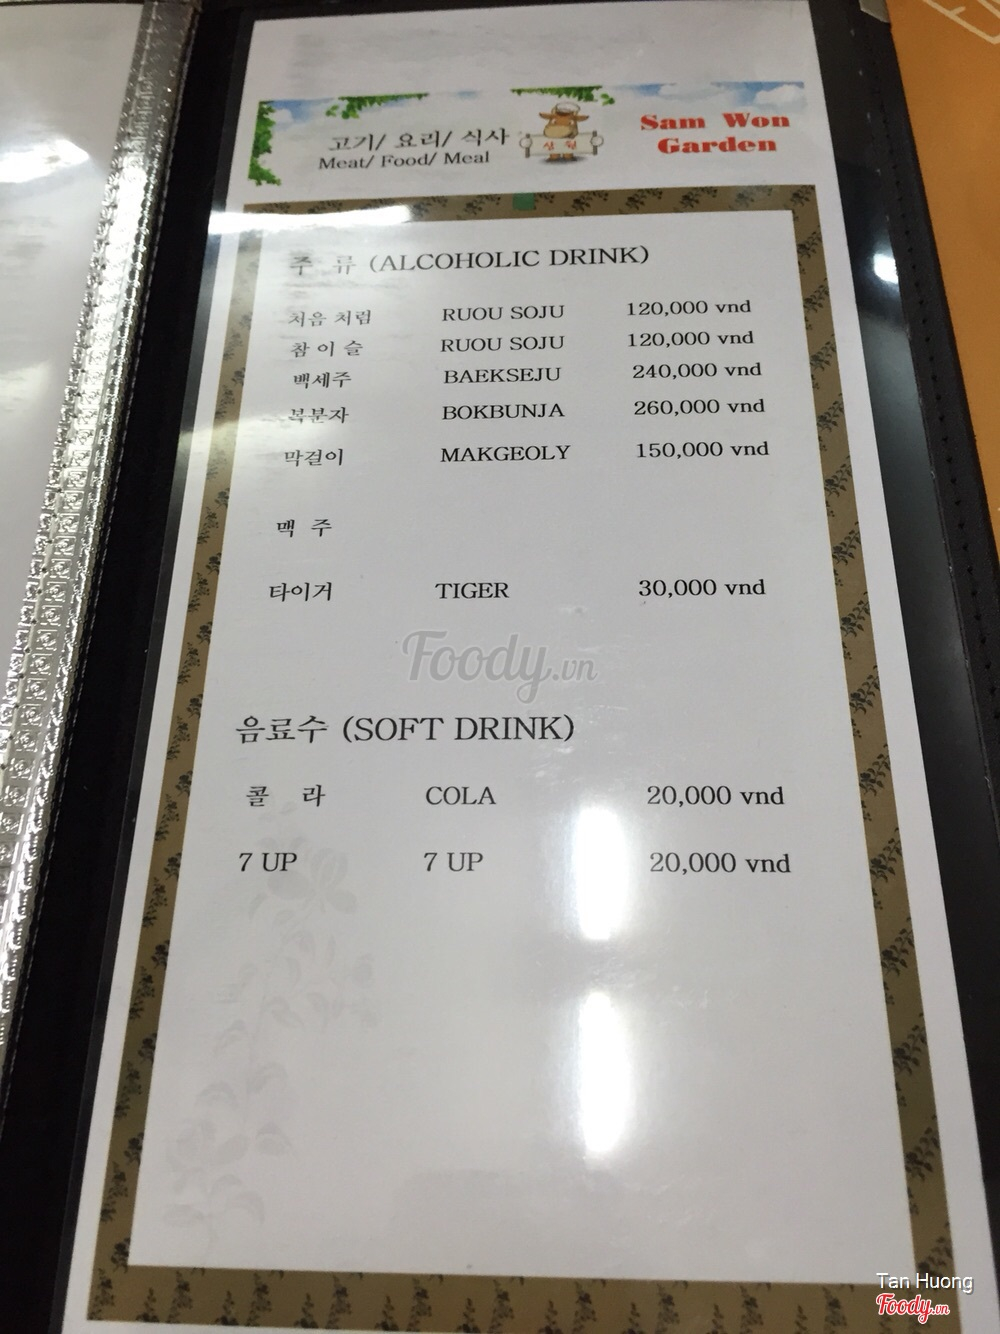 고기/ 요리/ 식사
Meat/ Food/ Meal
삼 원
Sam Won
Garden
주 류 (ALCOHOLIC DRINK)
처음 처럼 RUOU SOJU 120,000 vnd
참 이 슬 RUOU SOJU 120,000 vnd
백세주 BAEKSEJU 240,000 vnd
복분자 BOKBUNJA 260,000 vnd
막걸이 MAKGEOLY 150,000 vnd
맥 주
타이거 TIGER 30,000 vnd
Foody.vn
음료수 (SOFT DRINK)
콜 라 COLA 20,000 vnd
7 UP 7 UP 20,000 vnd
Tan Huong
Foody.vn